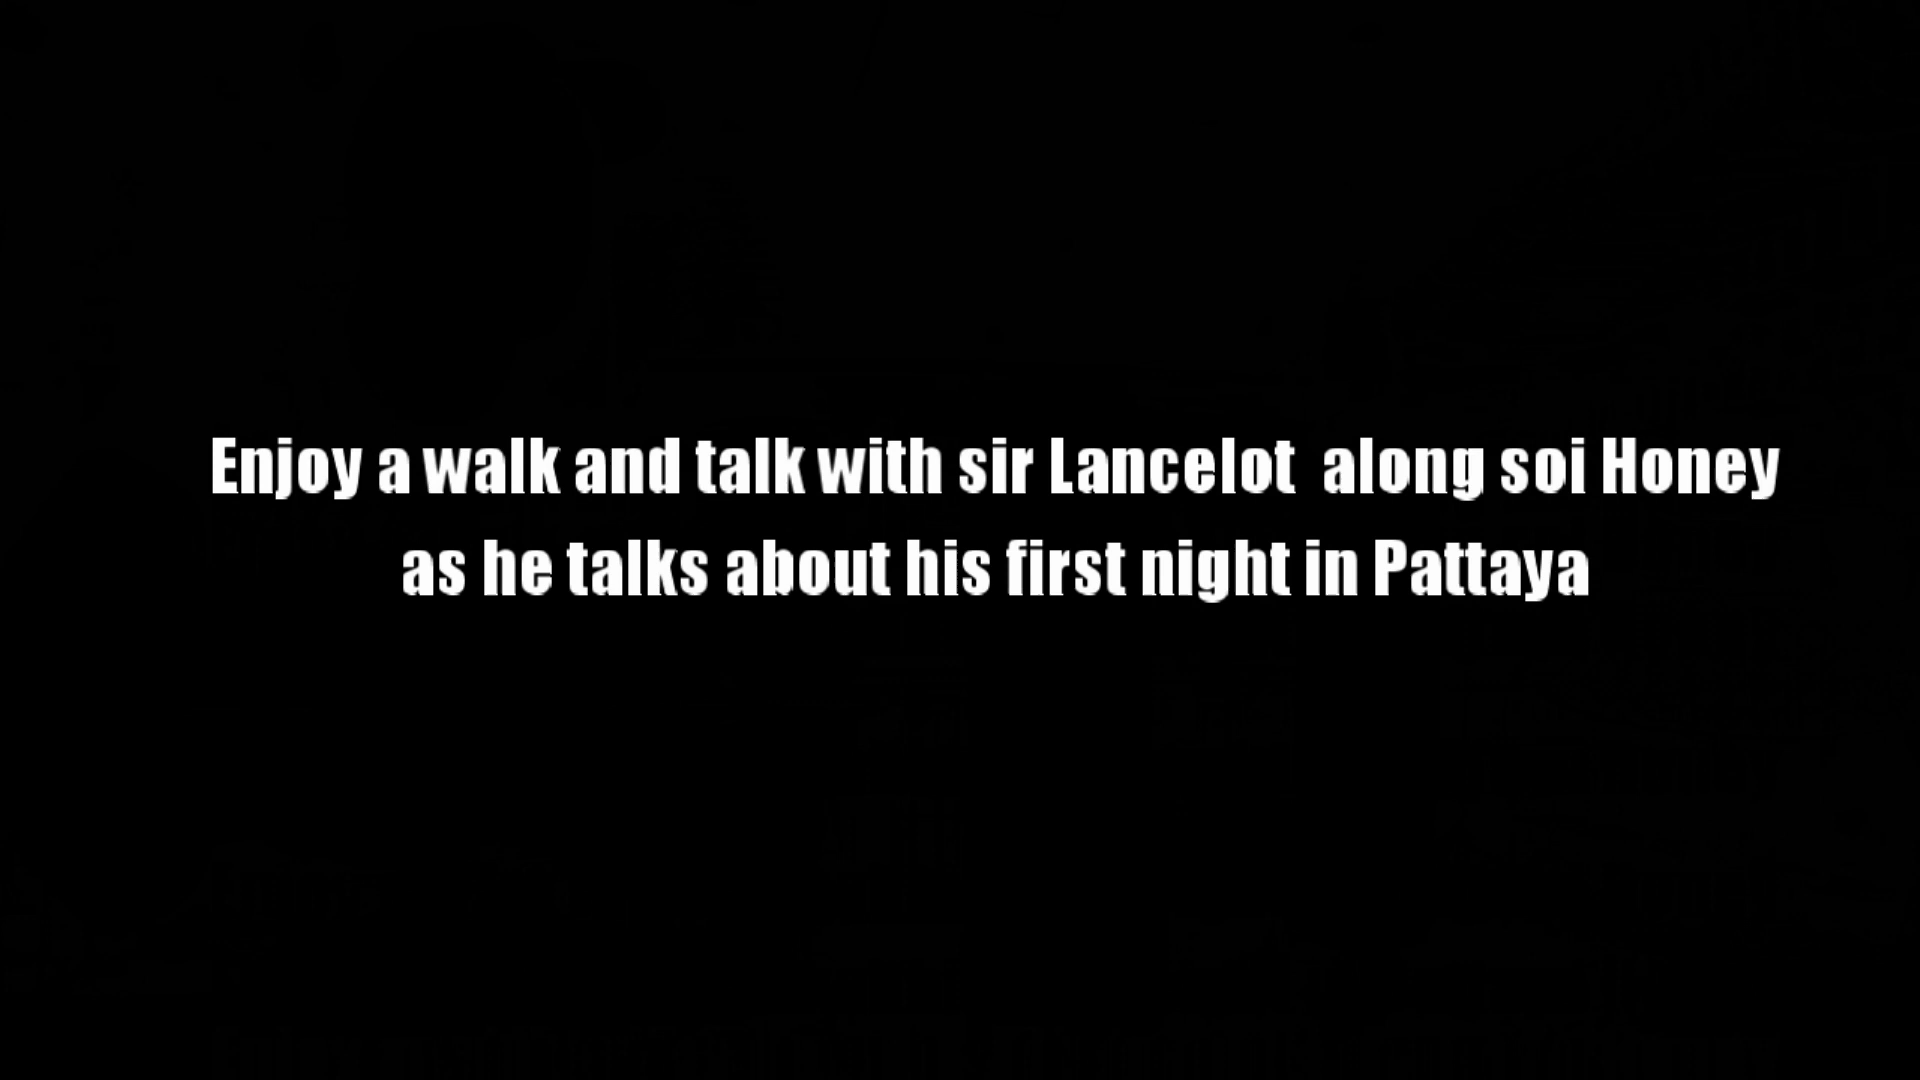 Enjoy a walk and talk with sir Lancelot  along soi Honey
as he talks about his first night in Pattaya